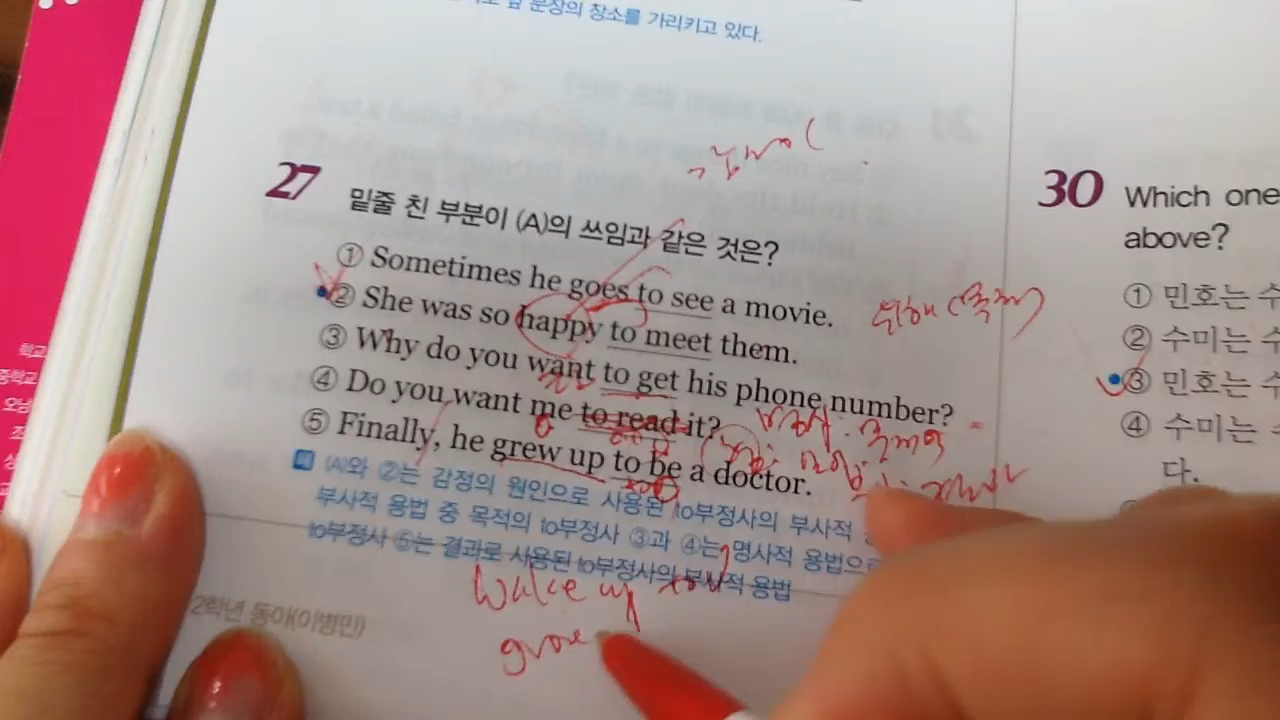 앞 문장의 장소를 가리키고 있다.
27
밑줄 친 부분이 (A)의 쓰임과 같은 것은?
① Sometimes he goes to see a movie.
② She was so happy to meet them.
③ Why do you want to get his phone number?
④ Do you want me to read it?
⑤ Finally, he grew up to be a doctor.
(A)와 ②는 감정의 원인으로 사용된 to부정사의 부사적
부사적 용법 중 목적의 to부정사 ③과 ④는 명사적 용법으로
to부정사 ⑤는 결과로 사용된 to부정사의 부사적 용법
위해 (목적)
wake up
grow
2학년 동아(이병민)
30 Which one
above?
① 민호는 수
② 수미는 수
③ 민호는 수
④ 수미는 수
다.